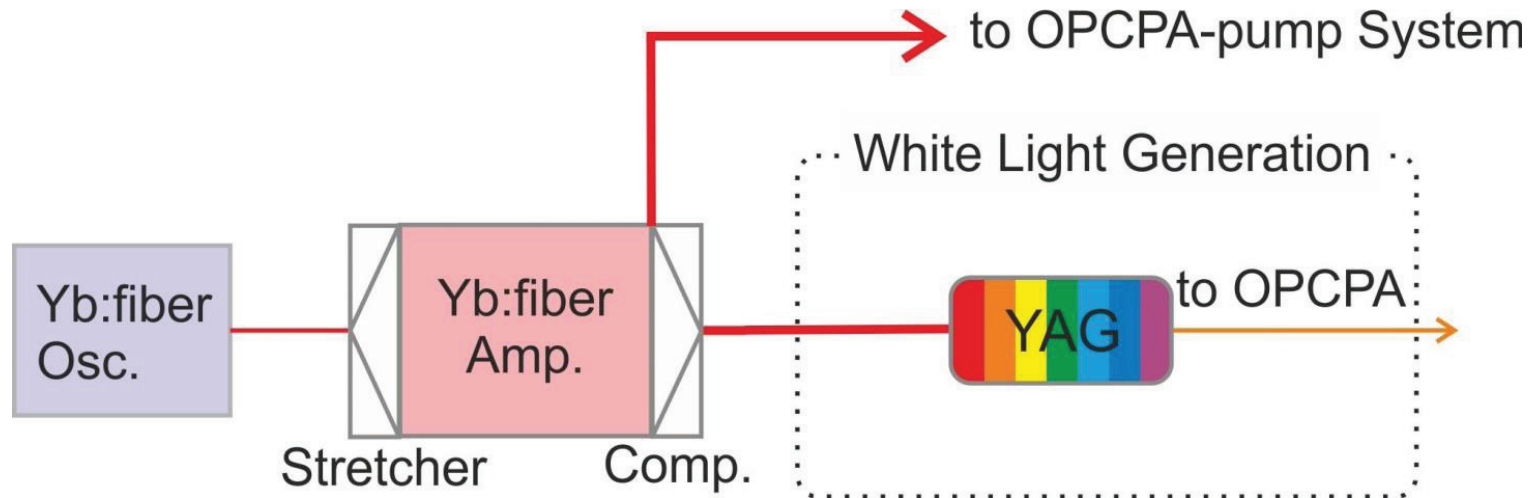 to OPCPA-pump System
White Light Generation
Yb:fiber
Osc.
Yb:fiber
Amp.
YAG
to OPCPA
Stretcher
Comp.